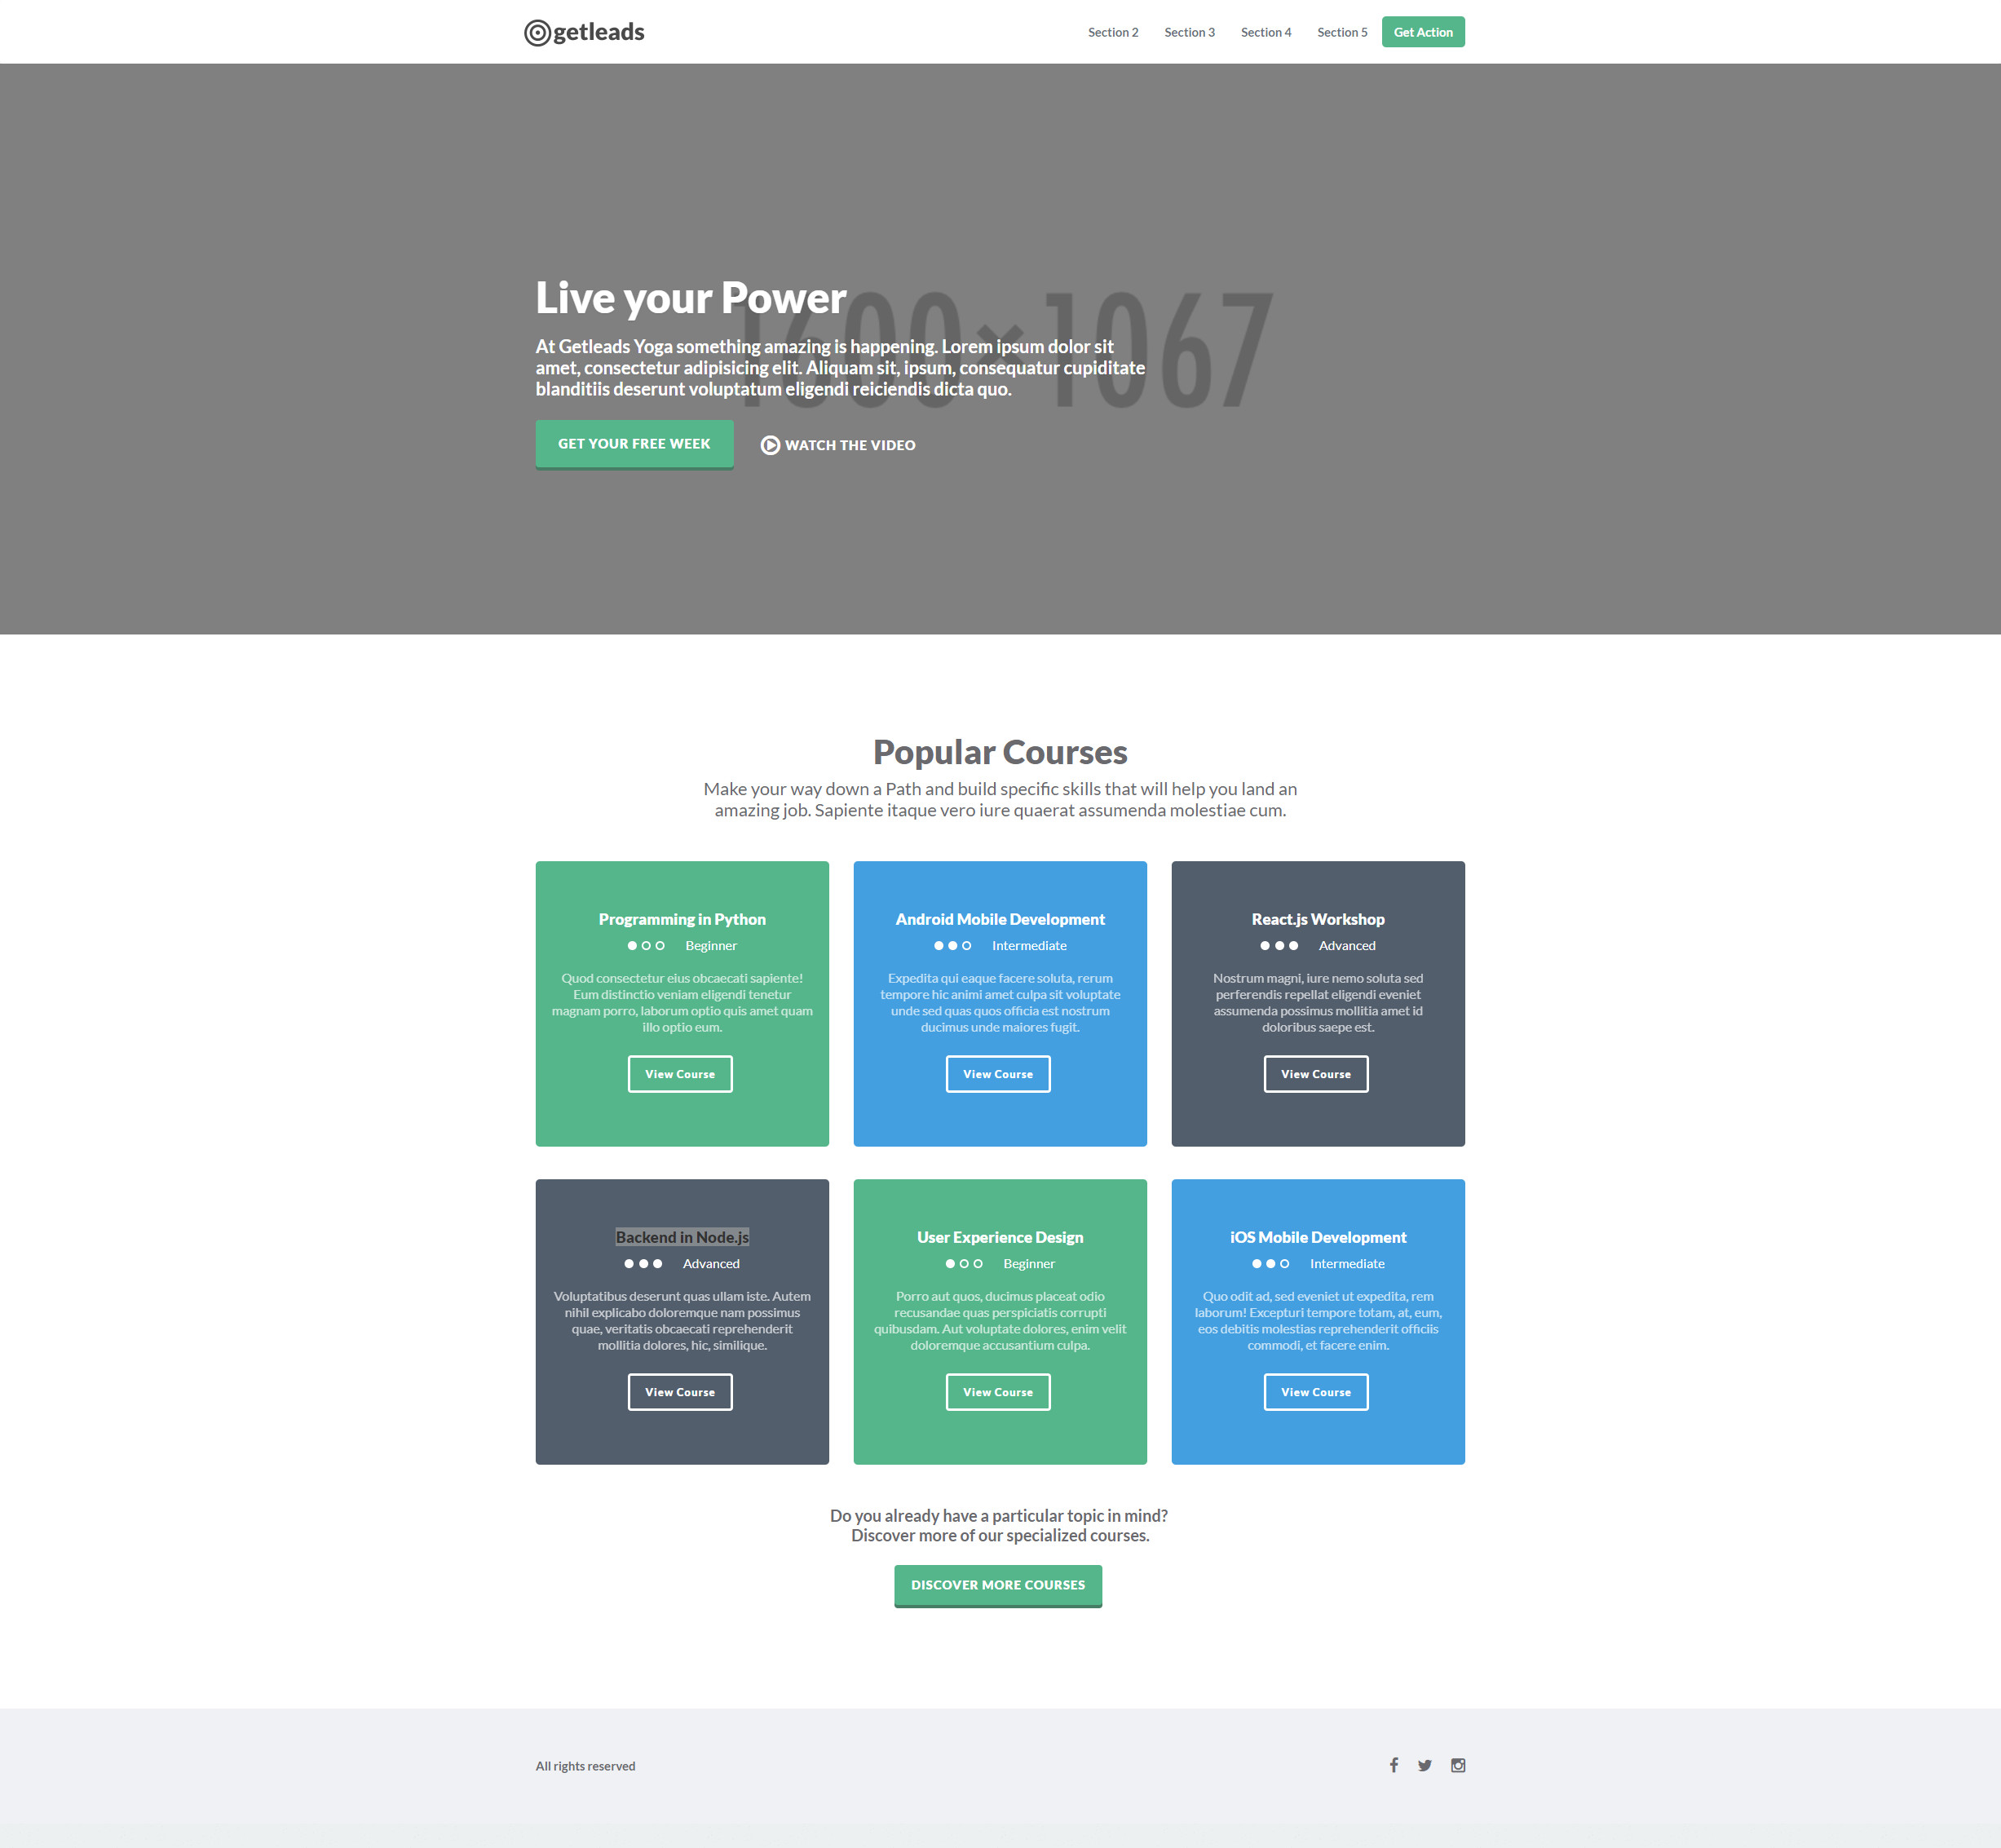 getleads
Section 2
Section 3
Section 4
Section 5
Get Action
1600×1067
Live your Power
At Getleads Yoga something amazing is happening. Lorem ipsum dolor sit
amet, consectetur adipisicing elit. Aliquam sit, ipsum, consequatur cupiditate
blanditiis deserunt voluptatum eligendi reiciendis dicta quo.
GET YOUR FREE WEEK
WATCH THE VIDEO
Popular Courses
Make your way down a Path and build specific skills that will help you land an
amazing job. Sapiente itaque vero iure quaerat assumenda molestiae cum.
Programming in Python
Beginner
Quod consectetur eius obcaecati sapiente!
Eum distinctio veniam eligendi tenetur
magnam porro, laborum optio quis amet quam
illo optio eum.
View Course
Android Mobile Development
Intermediate
Expedita qui eaque facere soluta, rerum
tempore hic animi amet culpa sit voluptate
unde sed quas quos officia est nostrum
ducimus unde maiores fugit.
View Course
React.js Workshop
Advanced
Nostrum magni, iure nemo soluta sed
perferendis repellat eligendi eveniet
assumenda possimus mollitia amet id
doloribus saepe est.
View Course
Backend in Node.js
Advanced
Voluptatibus deserunt quas ullam iste. Autem
nihil explicabo doloremque nam possimus
quae, veritatis obcaecati reprehenderit
mollitia dolores, hic, similique.
View Course
User Experience Design
Beginner
Porro aut quos, ducimus placeat odio
recusandae quas perspiciatis corrupti
quibusdam. Aut voluptate dolores, enim velit
doloremque accusantium culpa.
View Course
iOS Mobile Development
Intermediate
Quo odit ad, sed eveniet ut expedita, rem
laborum! Excepturi tempore totam, at, eum,
eos debitis molestias reprehenderit officiis
commodi, et facere enim.
View Course
Do you already have a particular topic in mind?
Discover more of our specialized courses.
DISCOVER MORE COURSES
All rights reserved